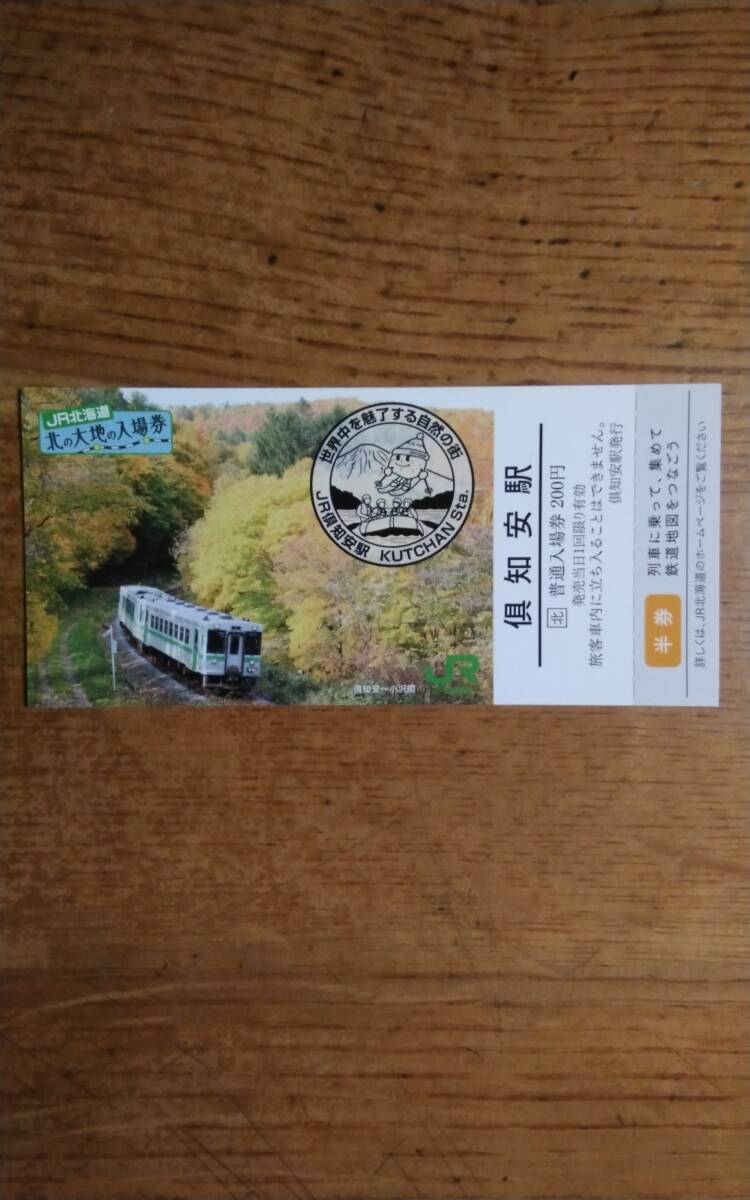 JR北海道
北の大地の入場券
世界中を魅了する自然の街
JR倶知安駅 KUTCHAN Sta.
倶知安〜小沢間
JR
倶知安駅
北 普通入場券 200円
発売当日1回限り有効
旅客車内に立ち入ることはできません。
倶知安駅発行
半券
列車に乗って、集めて
鉄道地図をつなごう
詳しくは、JR北海道のホームページをご覧ください